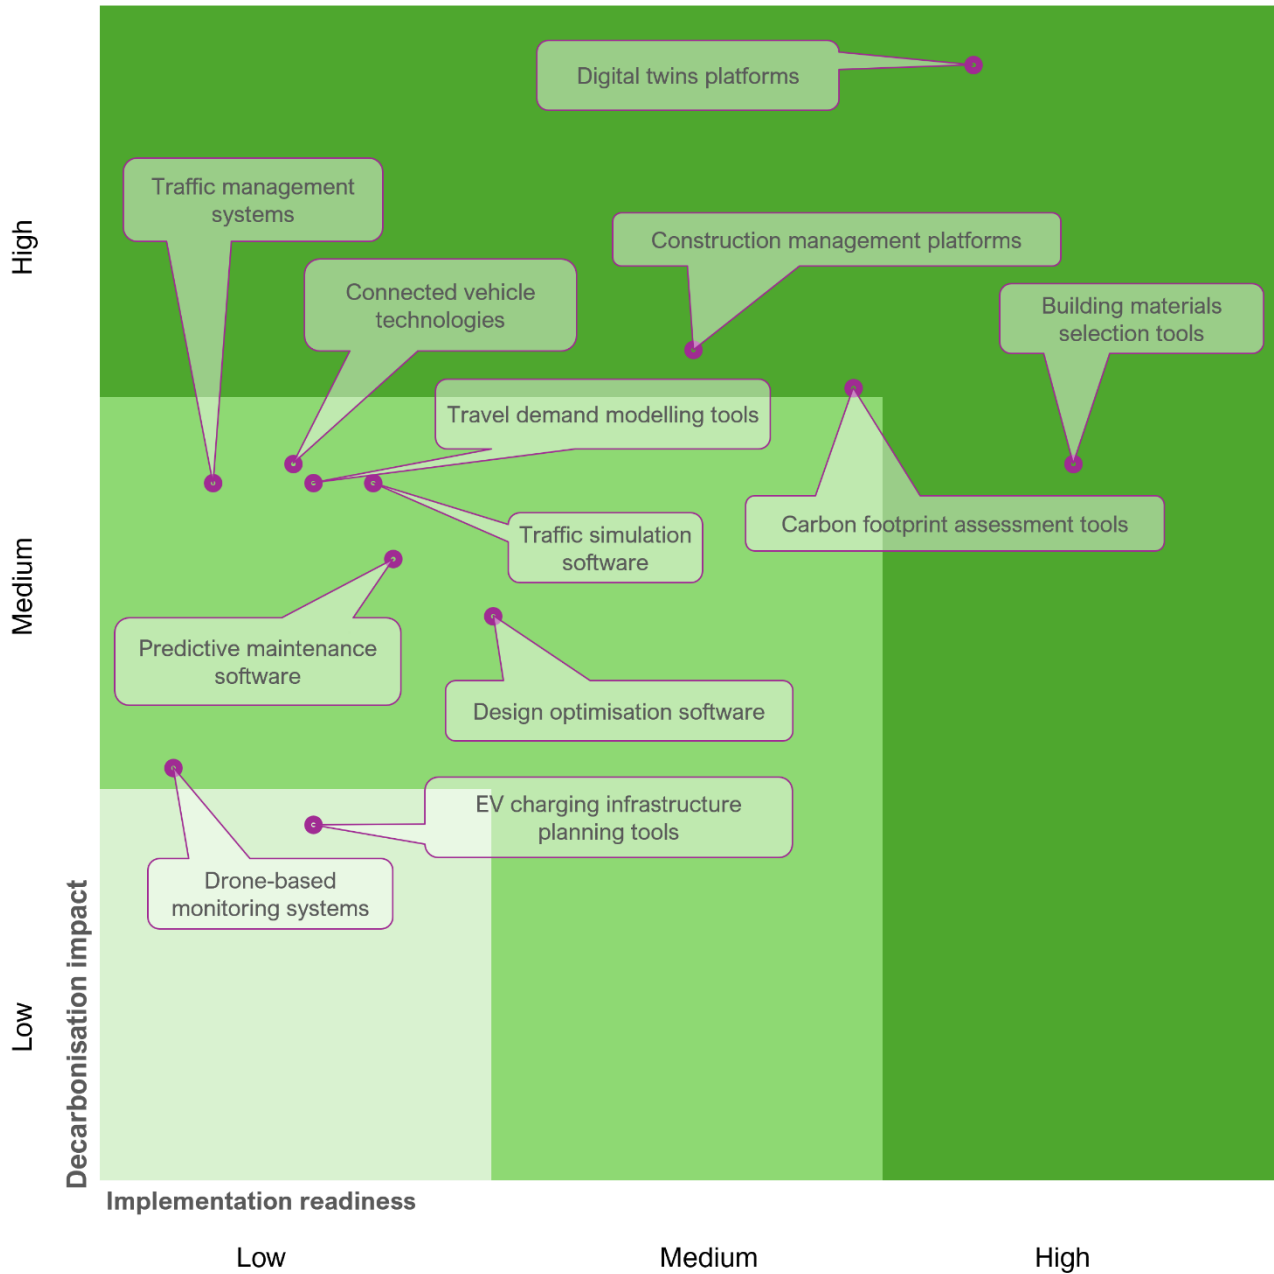 Digital twins platforms
Traffic management
systems
Construction management platforms
High
Connected vehicle
technologies
Building materials
selection tools
Travel demand modelling tools
Carbon footprint assessment tools
Traffic simulation
software
Medium
Predictive maintenance
software
Design optimisation software
EV charging infrastructure
planning tools
Drone-based
monitoring systems
Low
Decarbonisation impact
Implementation readiness
Low
Medium
High